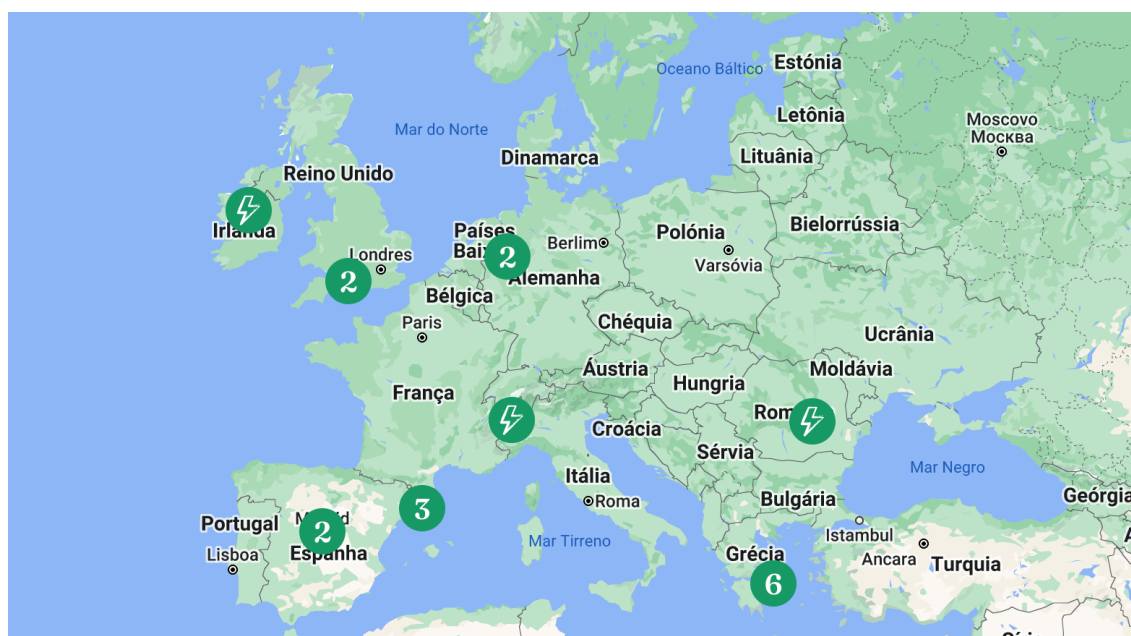 Estónia
Oceano Báltico
Letônia
Moscovo
Москва
Mar do Norte
Dinamarca
Lituânia
Reino Unido
Bielorrússia
Irlanda
Países
Polónia
Berlim
Londres
2
Varsóvia
Alemanha
2
Bélgica
Paris
Chéquia
Ucrânia
Áustria
Moldávia
Hungria
França
Croácia
Sérvia
Mar Negro
Itália
Roma
Bulgária
Geórgia
3
Portugal
2
Istambul
Mar Tirreno
Espanha
Lisboa
Grécia
Ancara
Turquia
6